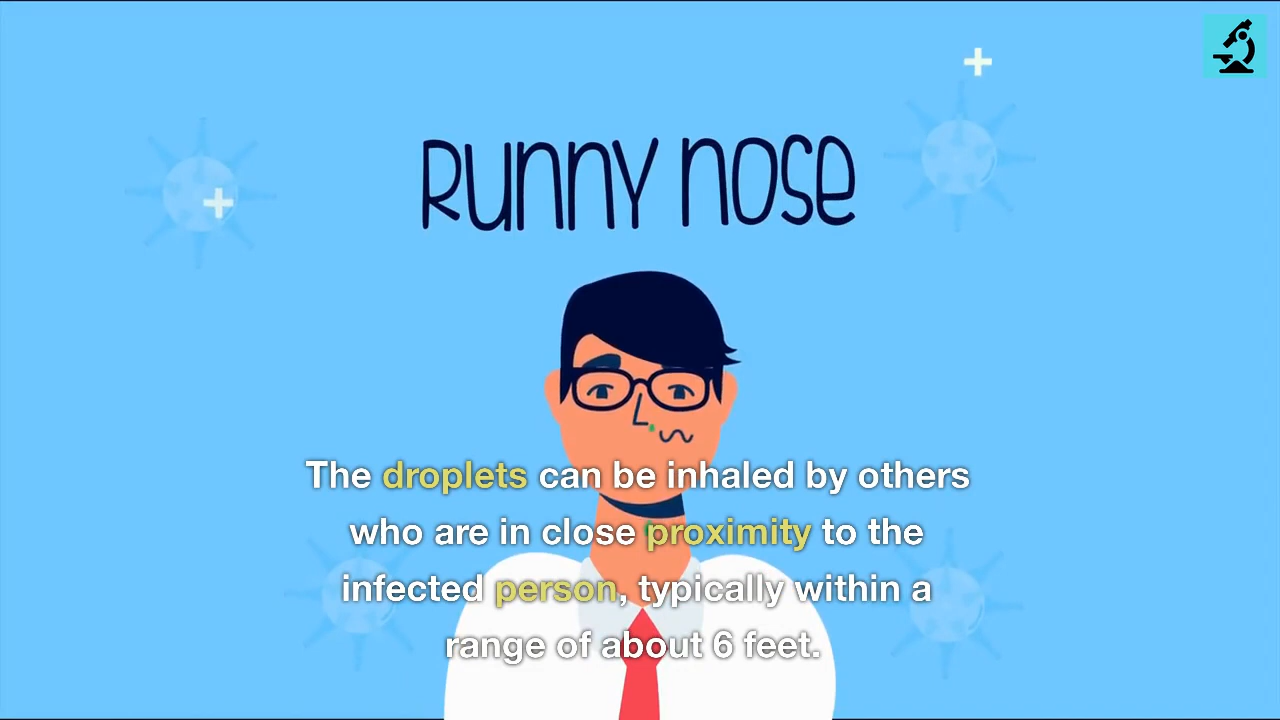 Runny nose
The droplets can be inhaled by others
who are in close proximity to the
infected person, typically within a
range of about 6 feet.